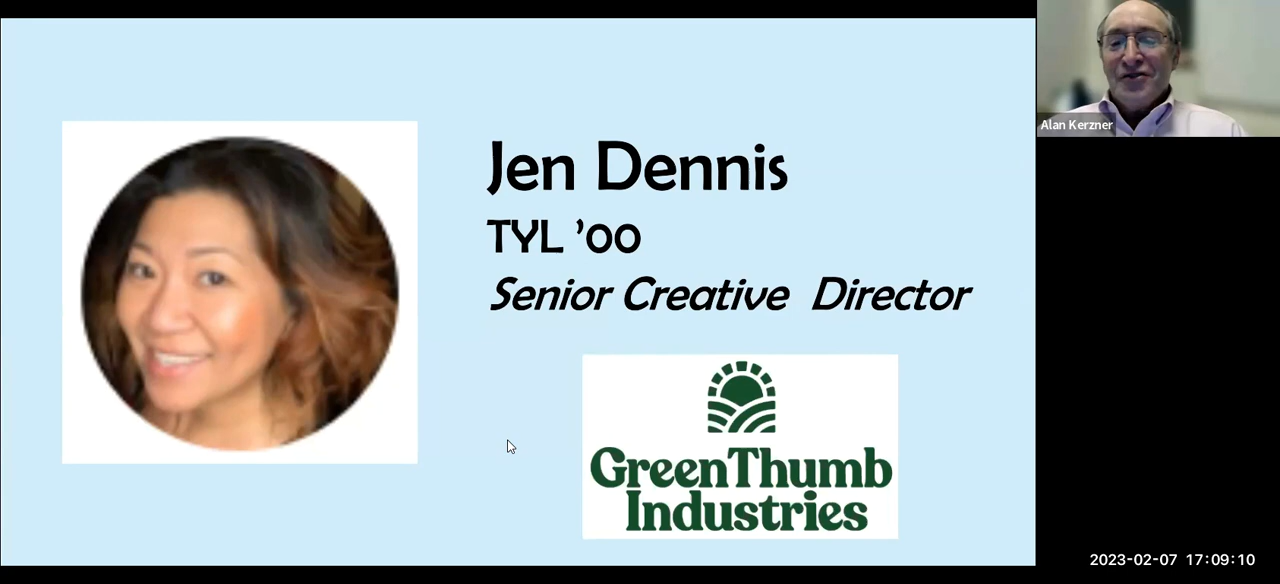 Jen Dennis
TYL ’00
Senior Creative Director
GreenThumb
Industries
Alan Kerzner
2023-02-07 17:09:10